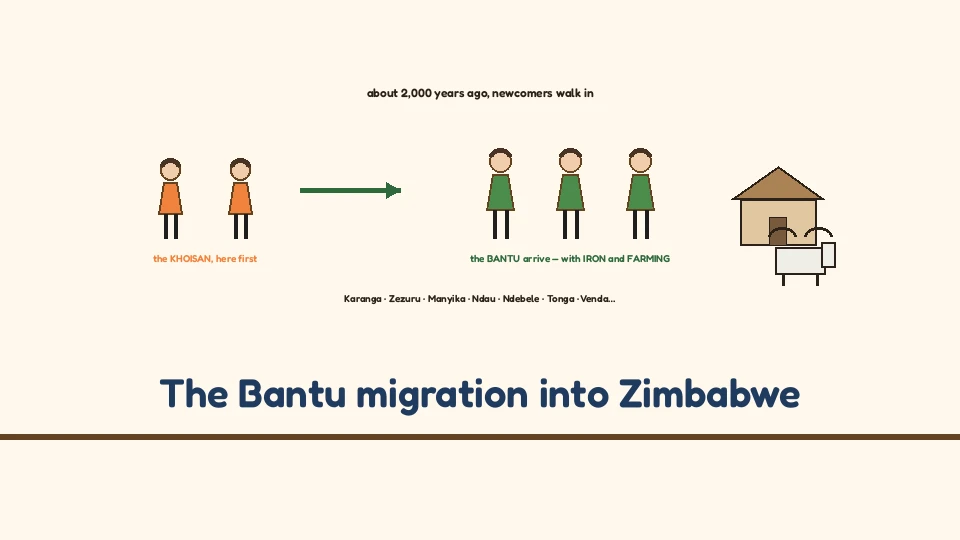 about 2,000 years ago, newcomers walk in
the KHOISAN, here first
the BANTU arrive — with IRON and FARMING
Karanga · Zezuru · Manyika · Ndau · Ndebele · Tonga · Venda...
The Bantu migration into Zimbabwe